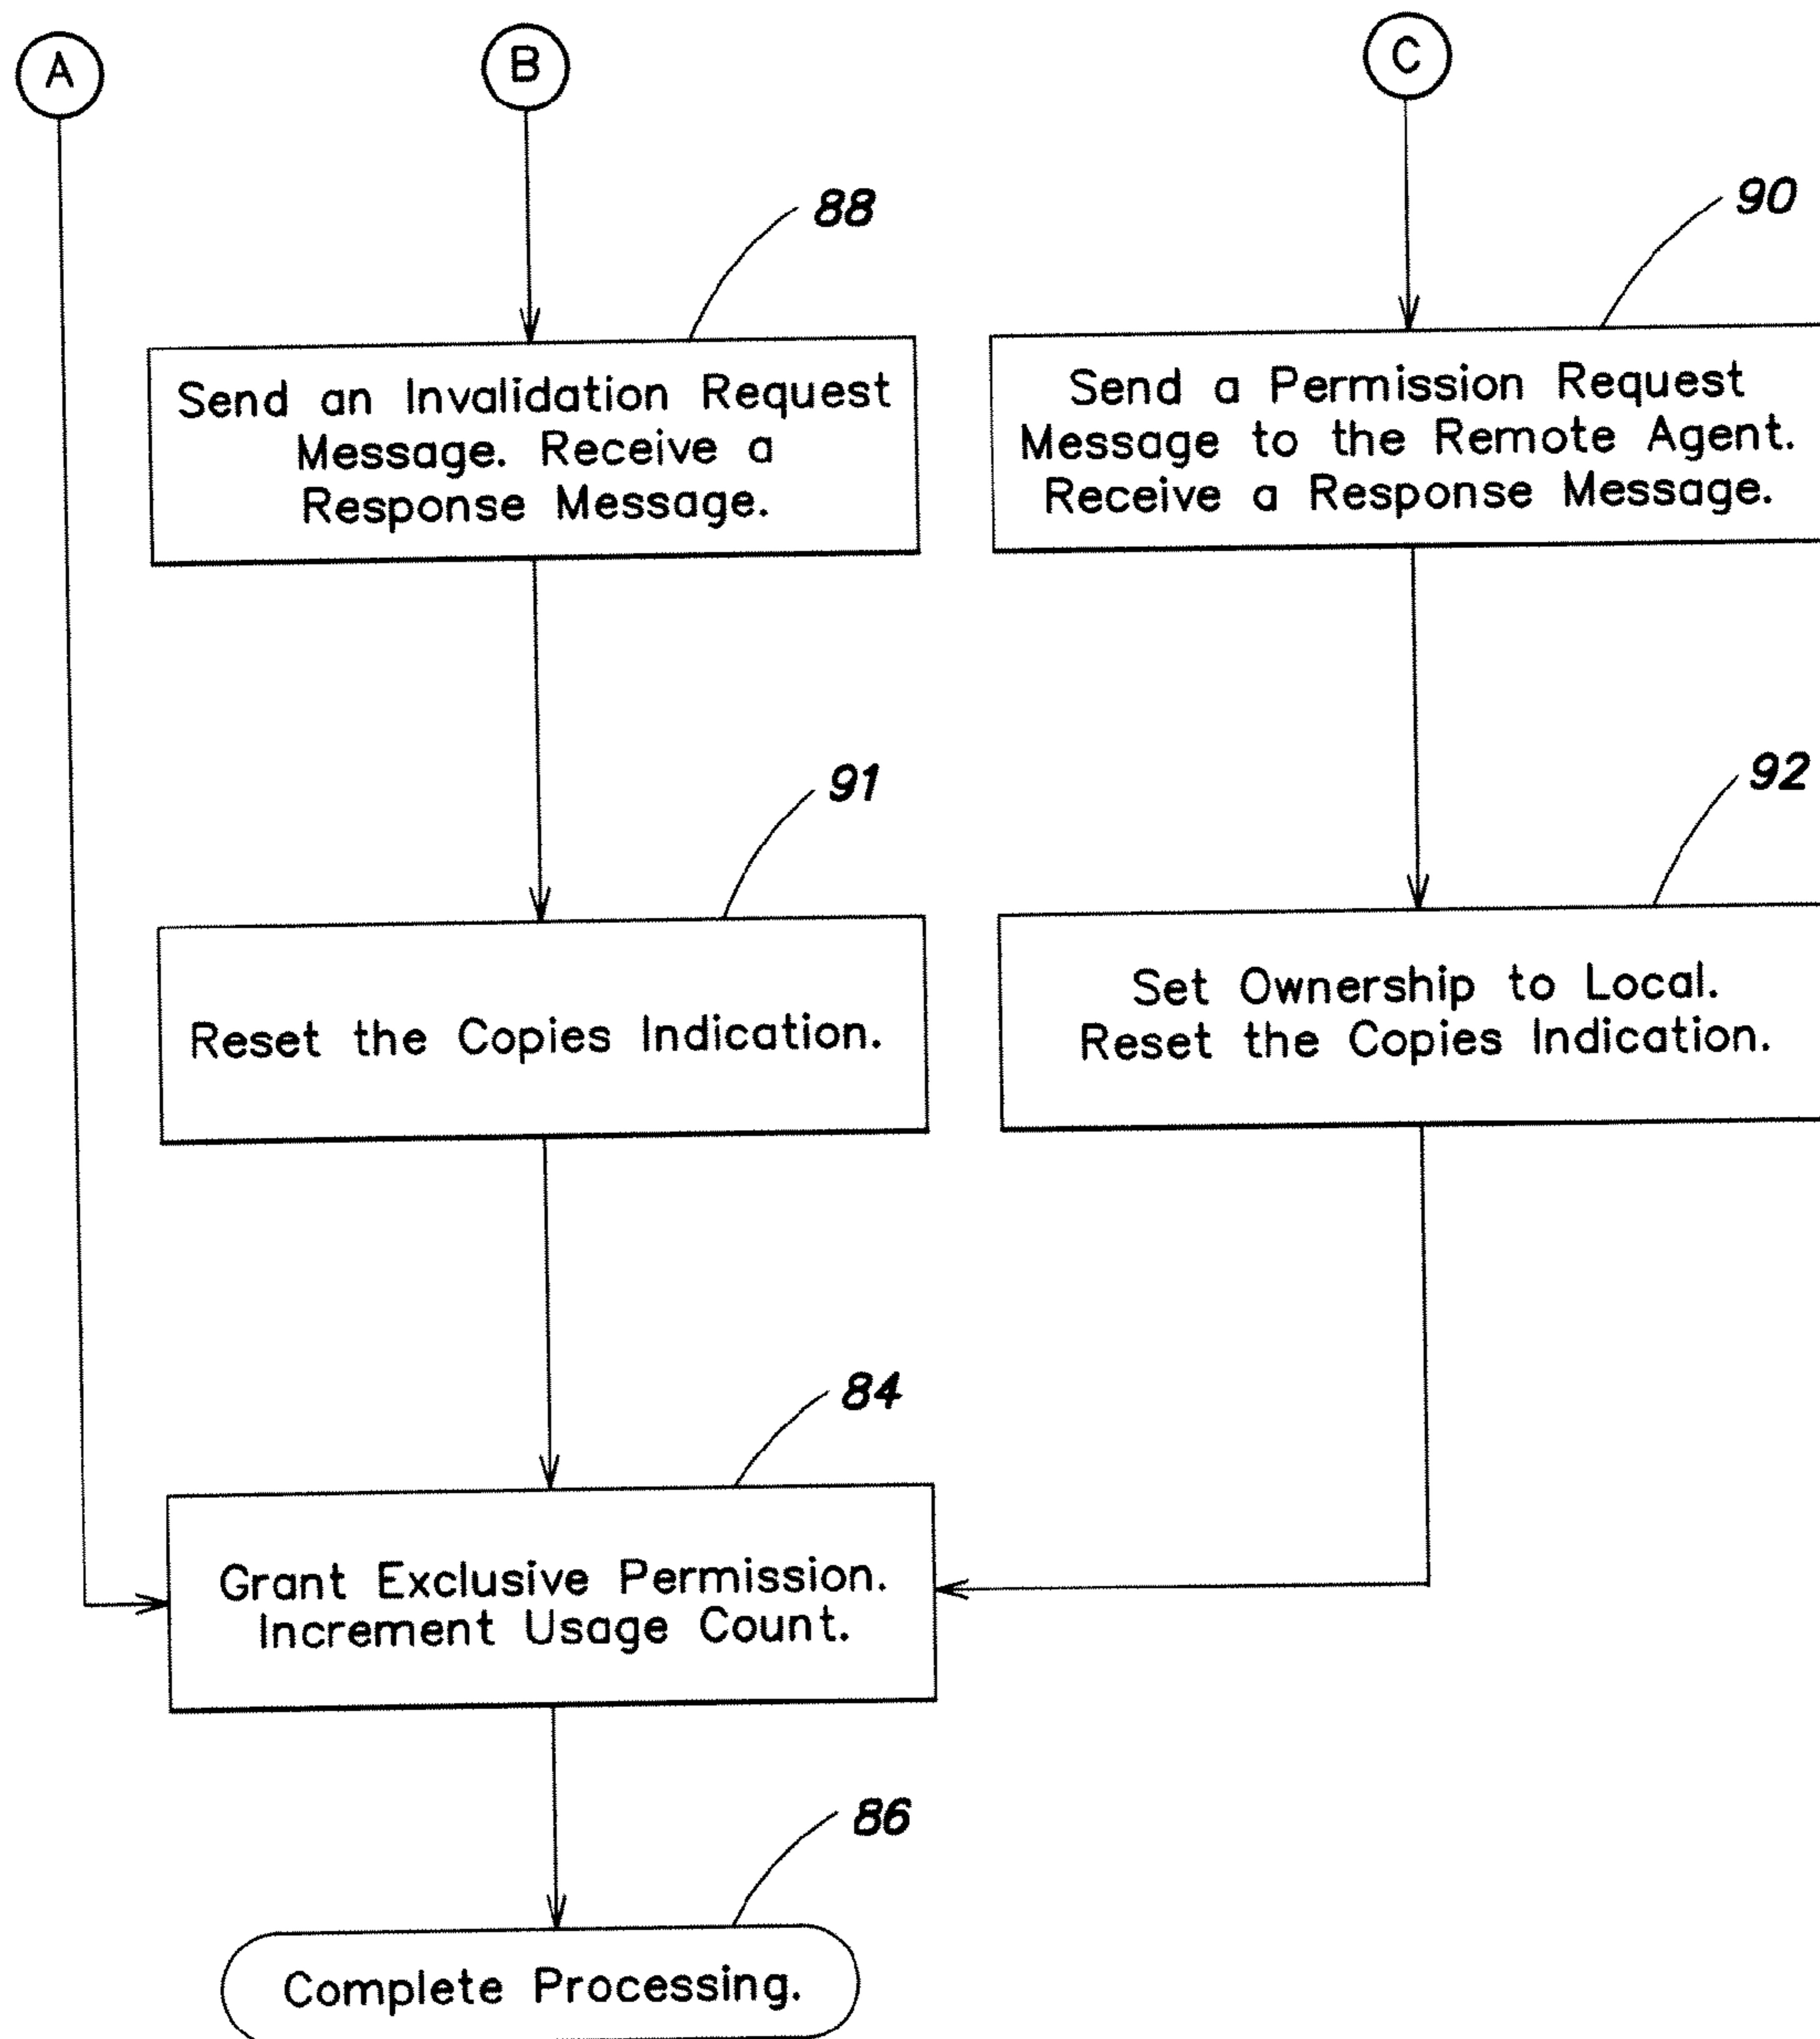 A
B
C
88
90
Send an Invalidation Request
Message. Receive a
Response Message.
Send a Permission Request
Message to the Remote Agent.
Receive a Response Message.
91
92
Reset the Copies Indication.
Set Ownership to Local.
Reset the Copies Indication.
84
Grant Exclusive Permission.
Increment Usage Count.
86
Complete Processing.